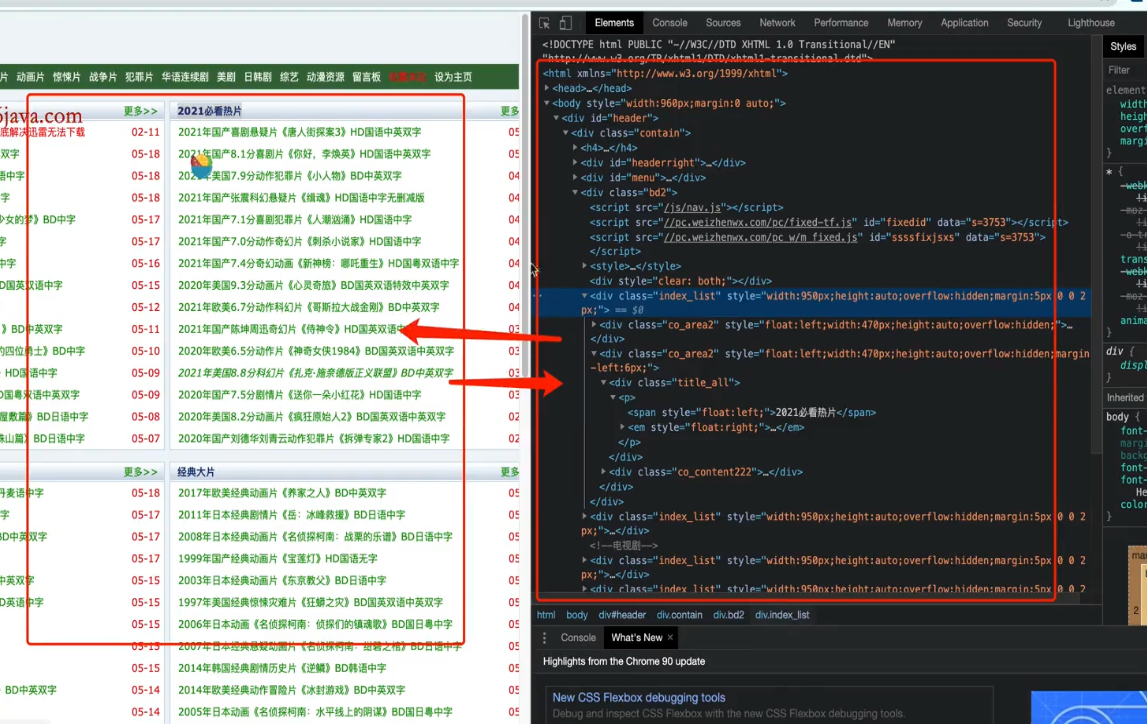 片 动画片 惊悚片 战争片 犯罪片 华语连续剧 美剧 日韩剧 综艺 动漫资源 留言板 设为主页
java.com
底解决迅雷无法下载 02-11
双字 05-18
语中字 05-18
字 05-18
少女的梦》BD中字 05-17
字 05-17
中字 05-16
D国英双语中字 05-15
05-12
》BD中英双字 05-11
的四位勇士》BD中字 05-10
HD国语中字 05-09
国粤双语中英双字 05-09
屋敷篇》BD日语中字 05-08
珠山篇》BD日语中字 05-07
更多>>
2021必看热片 更多
2021年国产喜剧悬疑片《唐人街探案3》HD国语中英双字 05
2021年国产8.1分喜剧片《你好，李焕英》HD国语中英双字 05
2021年美国7.9分动作犯罪片《小人物》BD中英双字 04
2021年国产张震科幻悬疑片《缉魂》HD国语中字无删减版 04
2021年国产7.1分喜剧犯罪片《人潮汹涌》HD国语中字 04
2021年国产7.0分动作奇幻片《刺杀小说家》HD国语中字 04
2021年国产7.4分奇幻动画《新神榜：哪吒重生》HD国粤双语中字 04
2020年美国9.3分动画片《心灵奇旅》BD国英双语特效中英双字 04
2021年欧美6.7分动作科幻片《哥斯拉大战金刚》BD中英双字 04
2021年国产陈坤周迅奇幻片《侍神令》HD国英双语中 03
2020年欧美6.5分动作片《神奇女侠1984》BD国英双语中英双字 03
2021年美国8.8分科幻片《扎克·施奈德版正义联盟》BD中英双字 03
2020年国产7.5分剧情片《送你一朵小红花》HD国语中字 03
2020年美国8.2分动画片《疯狂原始人2》BD国英双语中英双字 02
2020年国产刘德华刘青云动作犯罪片《拆弹专家2》HD国语中字 02
更多>>
丹麦语中字 05-18
字 05-17
BD中英双字 05-17
05-17
中英双字 05-15
D英语中字 05-15
05-15
05-15
05-15
BD中英双字 05-14
05-14
经典大片 更多
2017年欧美经典动画片《养家之人》BD中英双字 05
2011年日本经典剧情片《岳：冰峰救援》BD日语中字 05
2008年日本经典动画片《名侦探柯南：战栗的乐谱》BD日语中字 05
1999年国产经典动画片《宝莲灯》HD国语无字 05
2003年日本经典动画片《东京教父》BD日语中字 05
1997年美国经典惊悚灾难片《狂蟒之灾》BD国英双语中英双字 05
2006年日本动画《名侦探柯南：侦探们的镇魂歌》BD国日粤中字 05
2014年韩国经典剧情历史片《逆鳞》BD韩语中字 05
2014年欧美经典动作冒险片《冰封游戏》BD中英双字 05
2005年日本动画《名侦探柯南：水平线上的阴谋》BD国日粤中字 05
Elements Console Sources Network Performance Memory Application Security Lighthouse
<!DOCTYPE html PUBLIC "-//W3C//DTD XHTML 1.0 Transitional//EN"
"http://www.w3.org/TR/xhtml1/DTD/xhtml1-transitional.dtd">
<html xmlns="http://www.w3.org/1999/xhtml">
<head>…</head>
<body style="width:960px;margin:0 auto;">
<div id="header">
<div class="contain">
<h4>…</h4>
<div id="headerright">…</div>
<div id="menu">…</div>
<div class="bd2">
<script src="/js/nav.js"></script>
<script src="//pc.weizhenwx.com/pc/fixed-tf.js" id="fixedid" data="s=3753"></script>
<script src="//pc.weizhenwx.com/pc_w/m_fixed.js" id="ssssfixjsxs" data="s=3753">
</script>
<style>…</style>
<div style="clear: both;"></div>
<div class="index_list" style="width:950px;height:auto;overflow:hidden;margin:5px 0 0 2
px;"> == $0
<div class="co_area2" style="float:left;width:470px;height:auto;overflow:hidden;">…
</div>
<div class="co_area2" style="float:left;width:470px;height:auto;overflow:hidden;margin
-left:6px;">
<div class="title_all">
<p>
<span style="float:left;">2021必看热片</span>
<em style="float:right;">…</em>
</p>
</div>
<div class="co_content222">…</div>
</div>
</div>
<div class="index_list" style="width:950px;height:auto;overflow:hidden;margin:5px 0 0 2
px;">…</div>
<!--电视剧-->
<div class="index_list" style="width:950px;height:auto;overflow:hidden;margin:5px 0 0 2
px;">…</div>
<div class="index_list" style="width:950px;height:auto;overflow:hidden;margin:5px 0 0 2
html body div#header div.contain div.bd2 div.index_list
Console What's New ×
Highlights from the Chrome 90 update
New CSS Flexbox debugging tools
Debug and inspect CSS Flexbox with the new CSS Flexbox debugging tools.
Styles
Filter
element
width
heigh
overf
margi
}
* {
-webk
-moz
-o-tr
trans
-webk
-moz
anima
}
div {
displ
}
Inherited
body {
font-
margi
backg
font-
font-
He
color
}
2